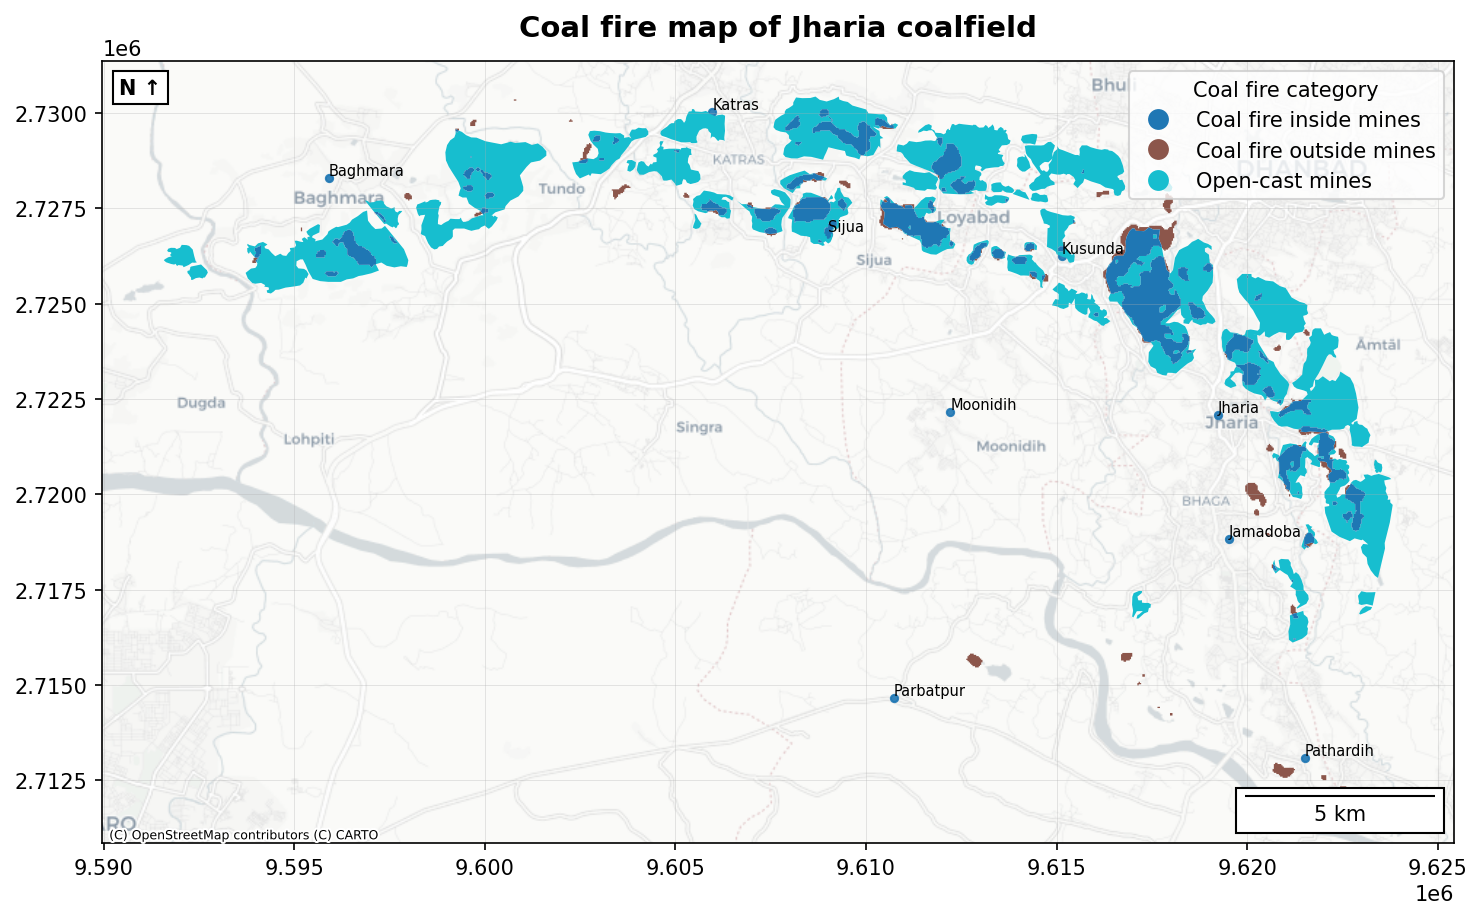 Coal fire map of Jharia coalfield
1e6
N ↑
Coal fire category
Coal fire inside mines
Coal fire outside mines
Open-cast mines
2.7300
2.7275
2.7250
2.7225
2.7200
2.7175
2.7150
2.7125
Katras
KATRAS
Baghmara
Baghmara
Tundo
Loyabad
Sijua
Sijua
Kusunda
DHANBAD
Āmtāl
Dugda
Lohpiti
Singra
Moonidih
Moonidih
Jharia
Jharia
BHAGA
Jamadoba
Parbatpur
Pathardih
5 km
(C) OpenStreetMap contributors (C) CARTO
9.590
9.595
9.600
9.605
9.610
9.615
9.620
9.625
1e6